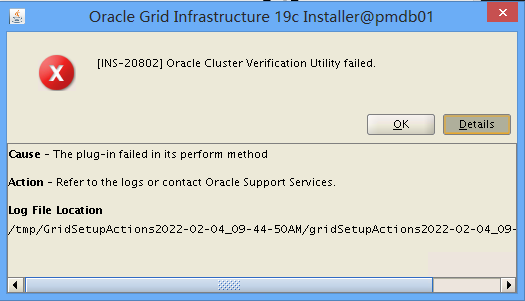 Oracle Grid Infrastructure 19c Installer@pmdb01
[INS-20802] Oracle Cluster Verification Utility failed.
OK
Details
Cause - The plug-in failed in its perform method
Action - Refer to the logs or contact Oracle Support Services.
Log File Location
/tmp/GridSetupActions2022-02-04_09-44-50AM/gridSetupActions2022-02-04_09-